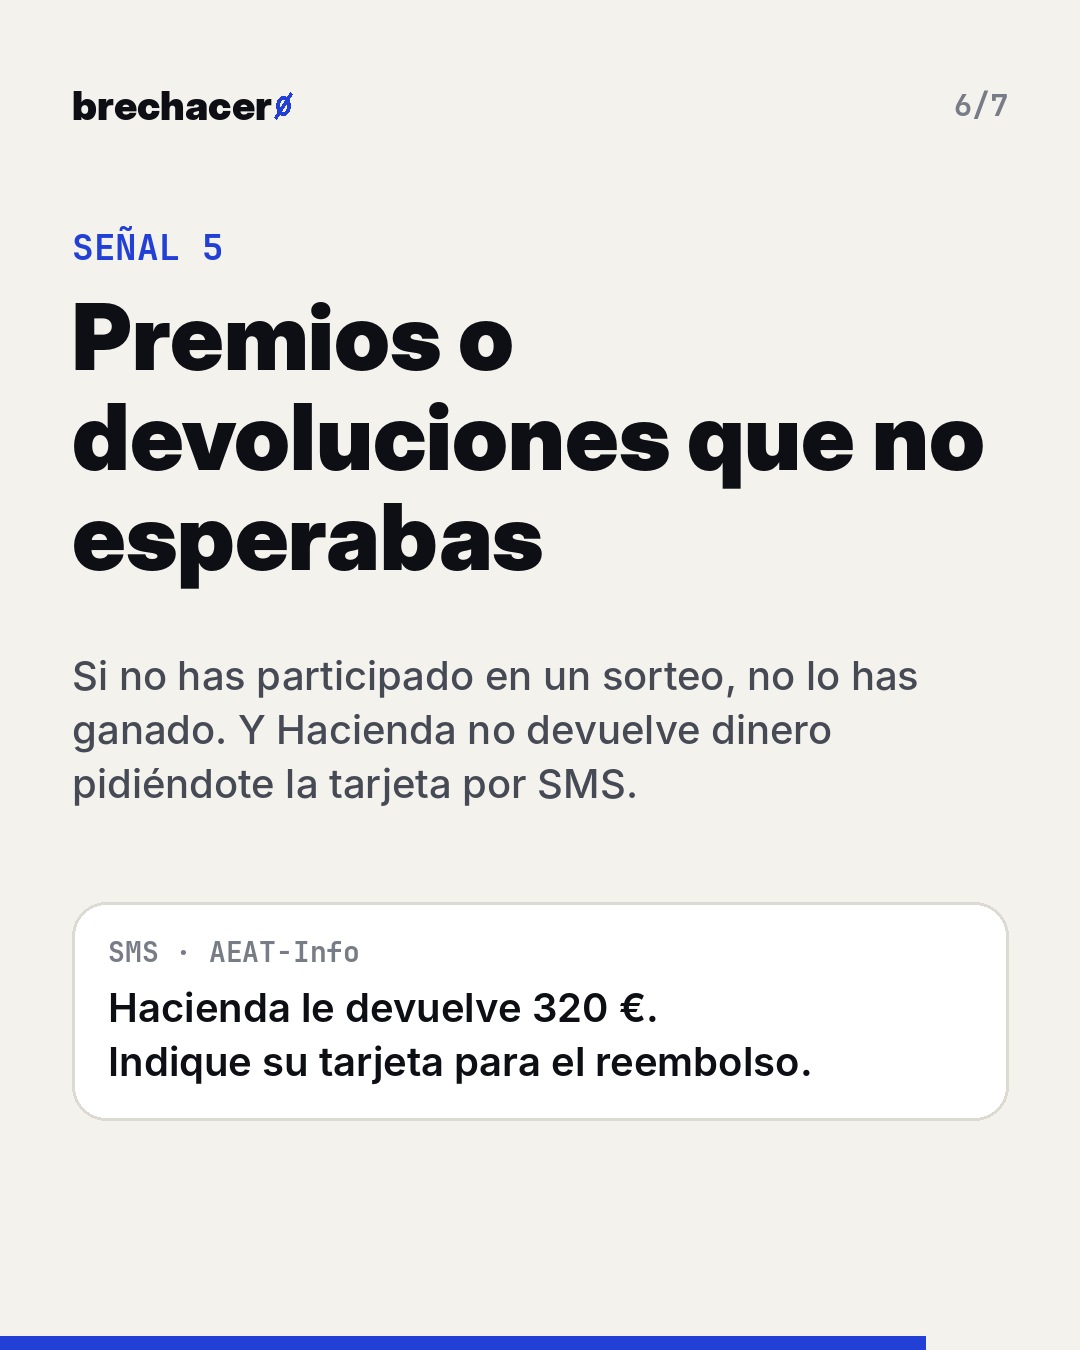 brechacerø
6/7
SEÑAL 5
Premios o
devoluciones que no
esperabas
Si no has participado en un sorteo, no lo has
ganado. Y Hacienda no devuelve dinero
pidiéndote la tarjeta por SMS.
SMS · AEAT-Info
Hacienda le devuelve 320 €.
Indique su tarjeta para el reembolso.